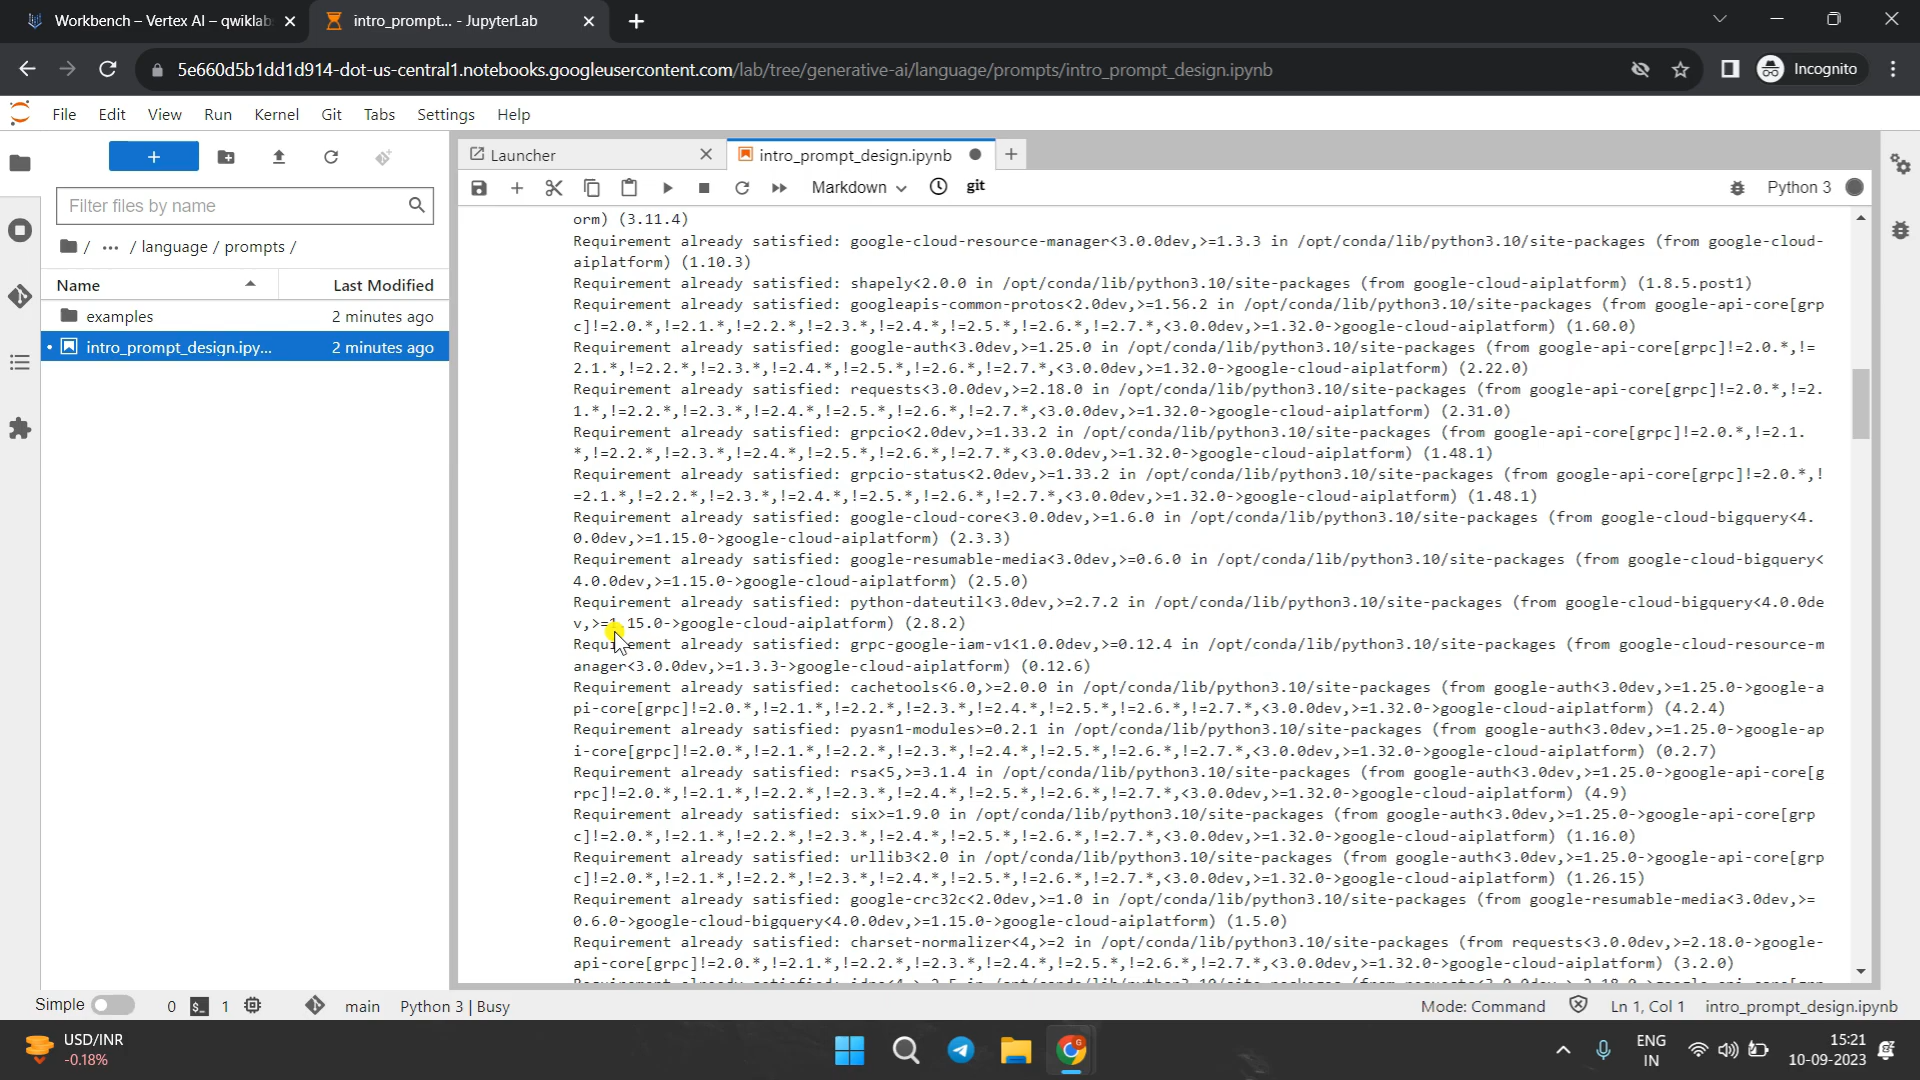 Workbench – Vertex AI – qwiklab
intro_prompt... - JupyterLab
5e660d5b1dd1d914-dot-us-central1.notebooks.googleusercontent.com/lab/tree/generative-ai/language/prompts/intro_prompt_design.ipynb
Incognito
File Edit View Run Kernel Git Tabs Settings Help
Launcher
intro_prompt_design.ipynb
Markdown
git
Python 3
Filter files by name
/ ... / language / prompts /
Name Last Modified
examples 2 minutes ago
intro_prompt_design.ipy... 2 minutes ago
orm) (3.11.4)
Requirement already satisfied: google-cloud-resource-manager<3.0.0dev,>=1.3.3 in /opt/conda/lib/python3.10/site-packages (from google-cloud-
aiplatform) (1.10.3)
Requirement already satisfied: shapely<2.0.0 in /opt/conda/lib/python3.10/site-packages (from google-cloud-aiplatform) (1.8.5.post1)
Requirement already satisfied: googleapis-common-protos<2.0dev,>=1.56.2 in /opt/conda/lib/python3.10/site-packages (from google-api-core[grp
c]!=2.0.*,!=2.1.*,!=2.2.*,!=2.3.*,!=2.4.*,!=2.5.*,!=2.6.*,!=2.7.*,<3.0.0dev,>=1.32.0->google-cloud-aiplatform) (1.60.0)
Requirement already satisfied: google-auth<3.0dev,>=1.25.0 in /opt/conda/lib/python3.10/site-packages (from google-api-core[grpc]!=2.0.*,!=
2.1.*,!=2.2.*,!=2.3.*,!=2.4.*,!=2.5.*,!=2.6.*,!=2.7.*,<3.0.0dev,>=1.32.0->google-cloud-aiplatform) (2.22.0)
Requirement already satisfied: requests<3.0.0dev,>=2.18.0 in /opt/conda/lib/python3.10/site-packages (from google-api-core[grpc]!=2.0.*,!=2.
1.*,!=2.2.*,!=2.3.*,!=2.4.*,!=2.5.*,!=2.6.*,!=2.7.*,<3.0.0dev,>=1.32.0->google-cloud-aiplatform) (2.31.0)
Requirement already satisfied: grpcio<2.0dev,>=1.33.2 in /opt/conda/lib/python3.10/site-packages (from google-api-core[grpc]!=2.0.*,!=2.1.
*,!=2.2.*,!=2.3.*,!=2.4.*,!=2.5.*,!=2.6.*,!=2.7.*,<3.0.0dev,>=1.32.0->google-cloud-aiplatform) (1.48.1)
Requirement already satisfied: grpcio-status<2.0dev,>=1.33.2 in /opt/conda/lib/python3.10/site-packages (from google-api-core[grpc]!=2.0.*,!
=2.1.*,!=2.2.*,!=2.3.*,!=2.4.*,!=2.5.*,!=2.6.*,!=2.7.*,<3.0.0dev,>=1.32.0->google-cloud-aiplatform) (1.48.1)
Requirement already satisfied: google-cloud-core<3.0.0dev,>=1.6.0 in /opt/conda/lib/python3.10/site-packages (from google-cloud-bigquery<4.
0.0dev,>=1.15.0->google-cloud-aiplatform) (2.3.3)
Requirement already satisfied: google-resumable-media<3.0dev,>=0.6.0 in /opt/conda/lib/python3.10/site-packages (from google-cloud-bigquery<
4.0.0dev,>=1.15.0->google-cloud-aiplatform) (2.5.0)
Requirement already satisfied: python-dateutil<3.0dev,>=2.7.2 in /opt/conda/lib/python3.10/site-packages (from google-cloud-bigquery<4.0.0de
v,>=1.15.0->google-cloud-aiplatform) (2.8.2)
Requirement already satisfied: grpc-google-iam-v1<1.0.0dev,>=0.12.4 in /opt/conda/lib/python3.10/site-packages (from google-cloud-resource-m
anager<3.0.0dev,>=1.3.3->google-cloud-aiplatform) (0.12.6)
Requirement already satisfied: cachetools<6.0,>=2.0.0 in /opt/conda/lib/python3.10/site-packages (from google-auth<3.0dev,>=1.25.0->google-a
pi-core[grpc]!=2.0.*,!=2.1.*,!=2.2.*,!=2.3.*,!=2.4.*,!=2.5.*,!=2.6.*,!=2.7.*,<3.0.0dev,>=1.32.0->google-cloud-aiplatform) (4.2.4)
Requirement already satisfied: pyasn1-modules>=0.2.1 in /opt/conda/lib/python3.10/site-packages (from google-auth<3.0dev,>=1.25.0->google-ap
i-core[grpc]!=2.0.*,!=2.1.*,!=2.2.*,!=2.3.*,!=2.4.*,!=2.5.*,!=2.6.*,!=2.7.*,<3.0.0dev,>=1.32.0->google-cloud-aiplatform) (0.2.7)
Requirement already satisfied: rsa<5,>=3.1.4 in /opt/conda/lib/python3.10/site-packages (from google-auth<3.0dev,>=1.25.0->google-api-core[g
rpc]!=2.0.*,!=2.1.*,!=2.2.*,!=2.3.*,!=2.4.*,!=2.5.*,!=2.6.*,!=2.7.*,<3.0.0dev,>=1.32.0->google-cloud-aiplatform) (4.9)
Requirement already satisfied: six>=1.9.0 in /opt/conda/lib/python3.10/site-packages (from google-auth<3.0dev,>=1.25.0->google-api-core[grp
c]!=2.0.*,!=2.1.*,!=2.2.*,!=2.3.*,!=2.4.*,!=2.5.*,!=2.6.*,!=2.7.*,<3.0.0dev,>=1.32.0->google-cloud-aiplatform) (1.16.0)
Requirement already satisfied: urllib3<2.0 in /opt/conda/lib/python3.10/site-packages (from google-auth<3.0dev,>=1.25.0->google-api-core[grp
c]!=2.0.*,!=2.1.*,!=2.2.*,!=2.3.*,!=2.4.*,!=2.5.*,!=2.6.*,!=2.7.*,<3.0.0dev,>=1.32.0->google-cloud-aiplatform) (1.26.15)
Requirement already satisfied: google-crc32c<2.0dev,>=1.0 in /opt/conda/lib/python3.10/site-packages (from google-resumable-media<3.0dev,>=
0.6.0->google-cloud-bigquery<4.0.0dev,>=1.15.0->google-cloud-aiplatform) (1.5.0)
Requirement already satisfied: charset-normalizer<4,>=2 in /opt/conda/lib/python3.10/site-packages (from requests<3.0.0dev,>=2.18.0->google-
api-core[grpc]!=2.0.*,!=2.1.*,!=2.2.*,!=2.3.*,!=2.4.*,!=2.5.*,!=2.6.*,!=2.7.*,<3.0.0dev,>=1.32.0->google-cloud-aiplatform) (3.2.0)
Simple 0 $_ 1 main Python 3 | Busy Mode: Command Ln 1, Col 1 intro_prompt_design.ipynb
USD/INR
-0.18%
ENG
IN
15:21
10-09-2023